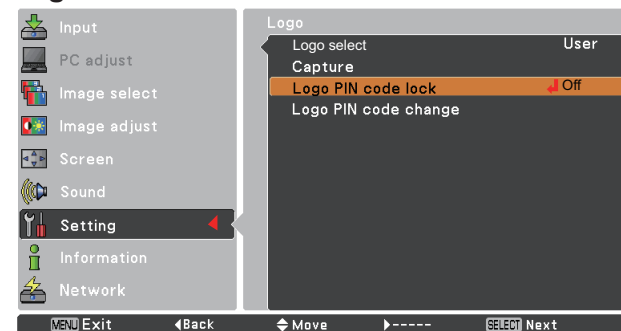 Input
PC adjust
Image select
Image adjust
Screen
Sound
Setting
Information
Network
Logo
Logo select User
Capture
Logo PIN code lock Off
Logo PIN code change
MENU Exit ◀Back Move ▶----- SELECT Next